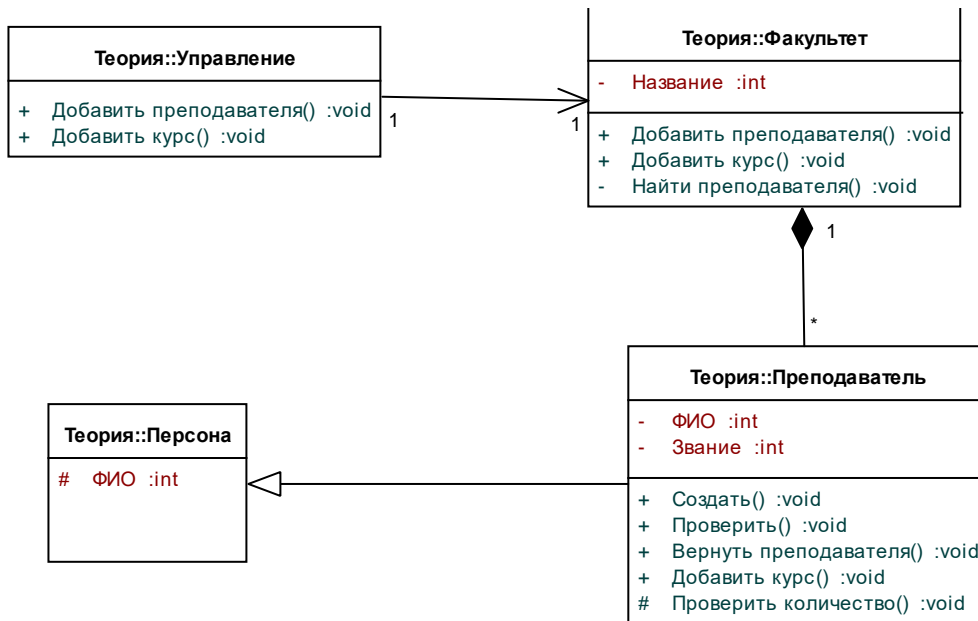 Теория::Управление
+ Добавить преподавателя() :void
+ Добавить курс() :void
1
1
Теория::Факультет
- Название :int
+ Добавить преподавателя() :void
+ Добавить курс() :void
- Найти преподавателя() :void
1
*
Теория::Персона
# ФИО :int
Теория::Преподаватель
- ФИО :int
- Звание :int
+ Создать() :void
+ Проверить() :void
+ Вернуть преподавателя() :void
+ Добавить курс() :void
# Проверить количество() :void